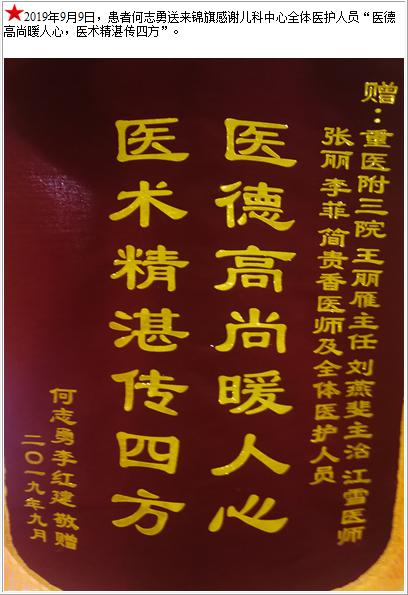 2019年9月9日，患者何志勇送来锦旗感谢儿科中心全体医护人员“医德
高尚暖人心，医术精湛传四方”。
赠：重医附三院王丽雁主任刘燕斐主治江雪医师
张丽李菲简贵香医师及全体医护人员
医德高尚暖人心
医术精湛传四方
何志勇李红建敬赠
二〇一九年九月